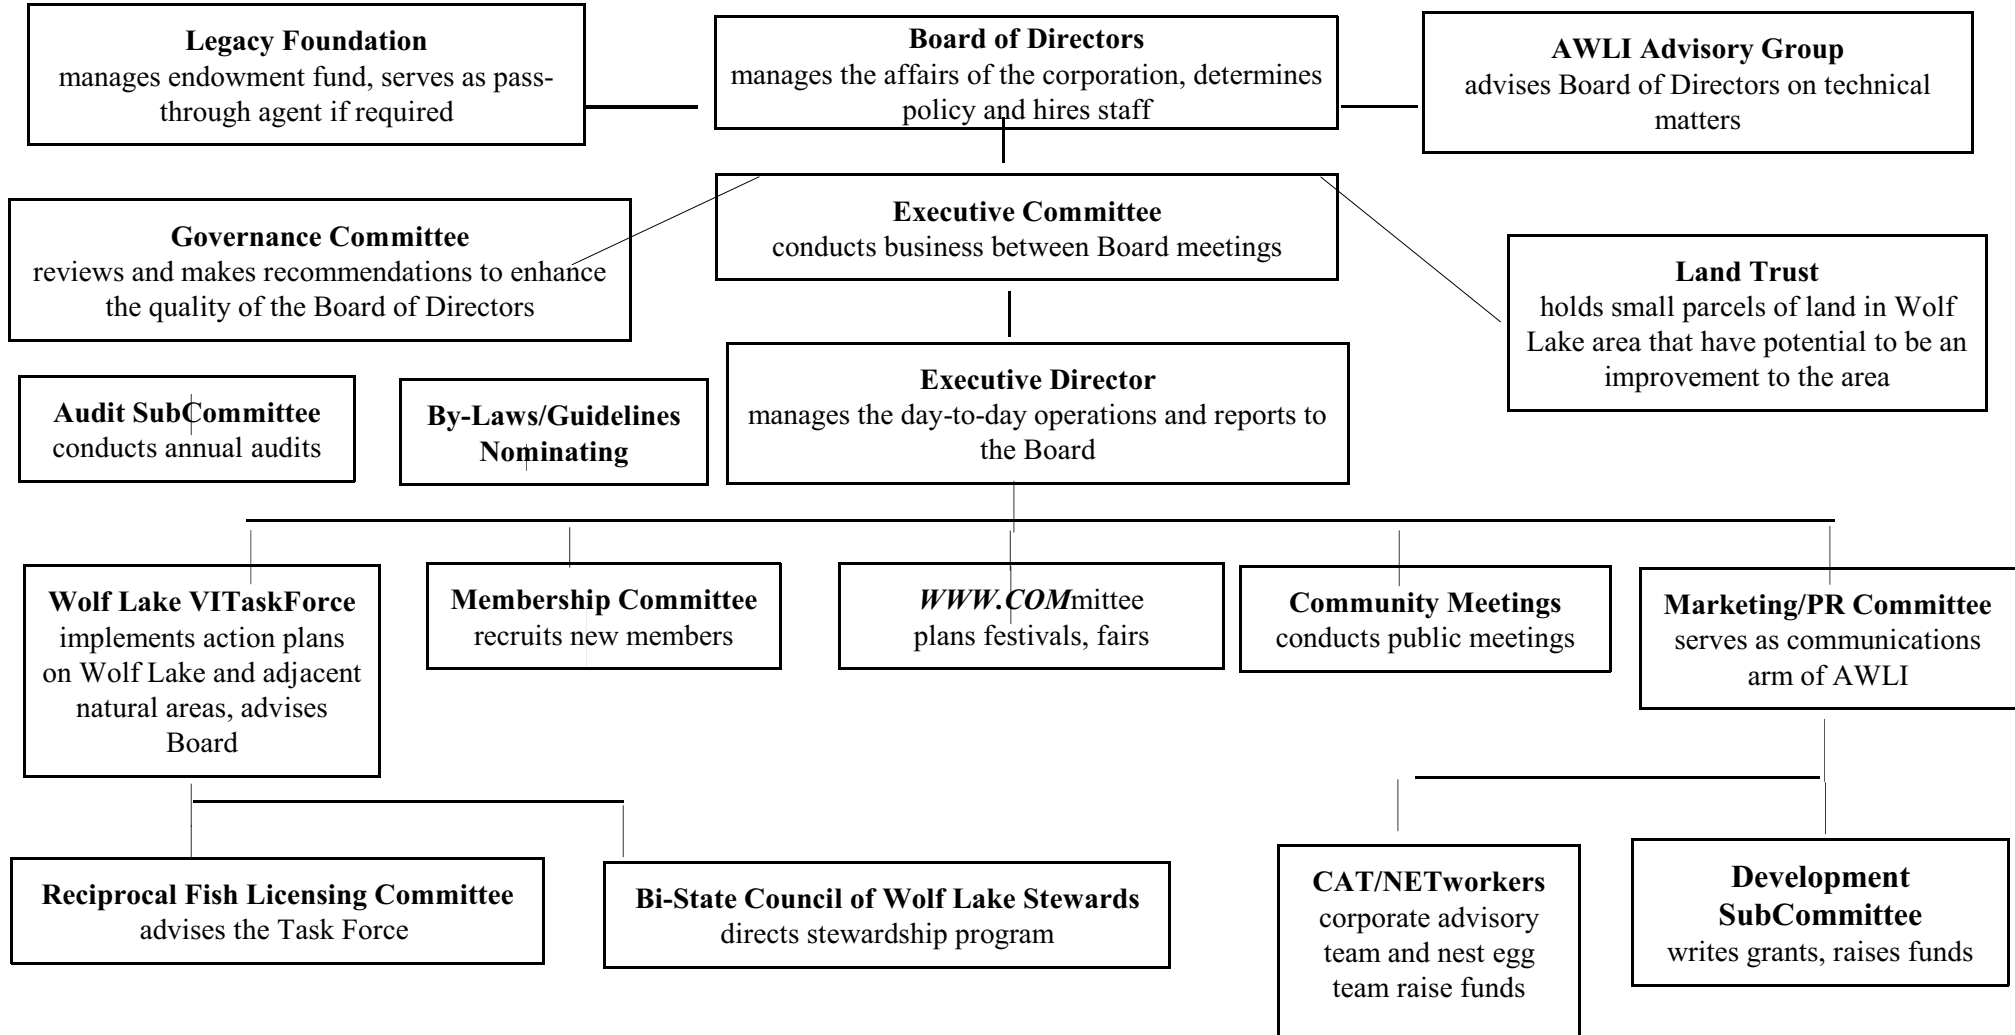 Legacy Foundation
manages endowment fund, serves as pass-
through agent if required
Board of Directors
manages the affairs of the corporation, determines
policy and hires staff
AWLI Advisory Group
advises Board of Directors on technical
matters
Governance Committee
reviews and makes recommendations to enhance
the quality of the Board of Directors
Executive Committee
conducts business between Board meetings
Land Trust
holds small parcels of land in Wolf
Lake area that have potential to be an
improvement to the area
Audit SubCommittee
conducts annual audits
By-Laws/Guidelines
Nominating
Executive Director
manages the day-to-day operations and reports to
the Board
Wolf Lake VITaskForce
implements action plans
on Wolf Lake and adjacent
natural areas, advises
Board
Membership Committee
recruits new members
WWW.COMmittee
plans festivals, fairs
Community Meetings
conducts public meetings
Marketing/PR Committee
serves as communications
arm of AWLI
Reciprocal Fish Licensing Committee
advises the Task Force
Bi-State Council of Wolf Lake Stewards
directs stewardship program
CAT/NETworkers
corporate advisory
team and nest egg
team raise funds
Development
SubCommittee
writes grants, raises funds